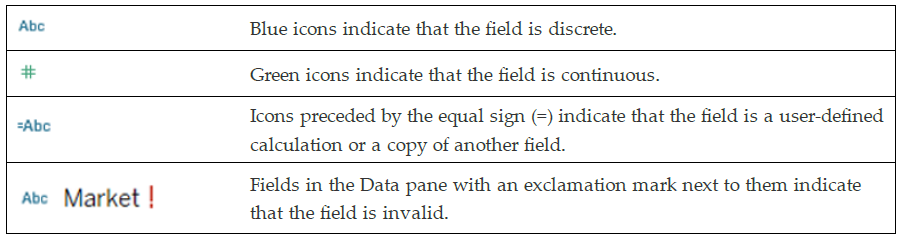 Abc Blue icons indicate that the field is discrete.
# Green icons indicate that the field is continuous.
=Abc Icons preceded by the equal sign (=) indicate that the field is a user-defined
calculation or a copy of another field.
Abc Market ! Fields in the Data pane with an exclamation mark next to them indicate
that the field is invalid.